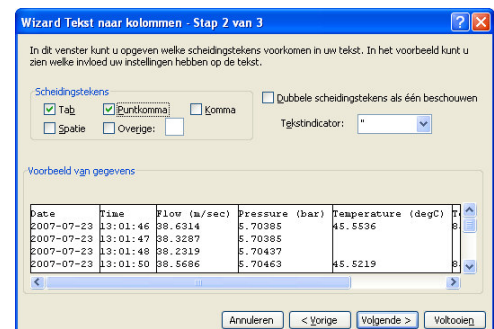 Wizard Tekst naar kolommen - Stap 2 van 3
In dit venster kunt u opgeven welke scheidingstekens voorkomen in uw tekst. In het voorbeeld kunt u
zien welke invloed uw instellingen hebben op de tekst.
Scheidingstekens
Tab Puntkomma Komma
Spatie Overige:
Dubbele scheidingstekens als één beschouwen
Tekstindicator: "
Voorbeeld van gegevens
Date Time Flow (m/sec) Pressure (bar) Temperature (degC)
2007-07-23 13:01:46 38.6314 5.70385 45.5536
2007-07-23 13:01:47 38.3287 5.70385
2007-07-23 13:01:48 38.2319 5.70437
2007-07-23 13:01:50 38.5686 5.70463 45.5219
Annuleren < Vorige Volgende > Voltooien